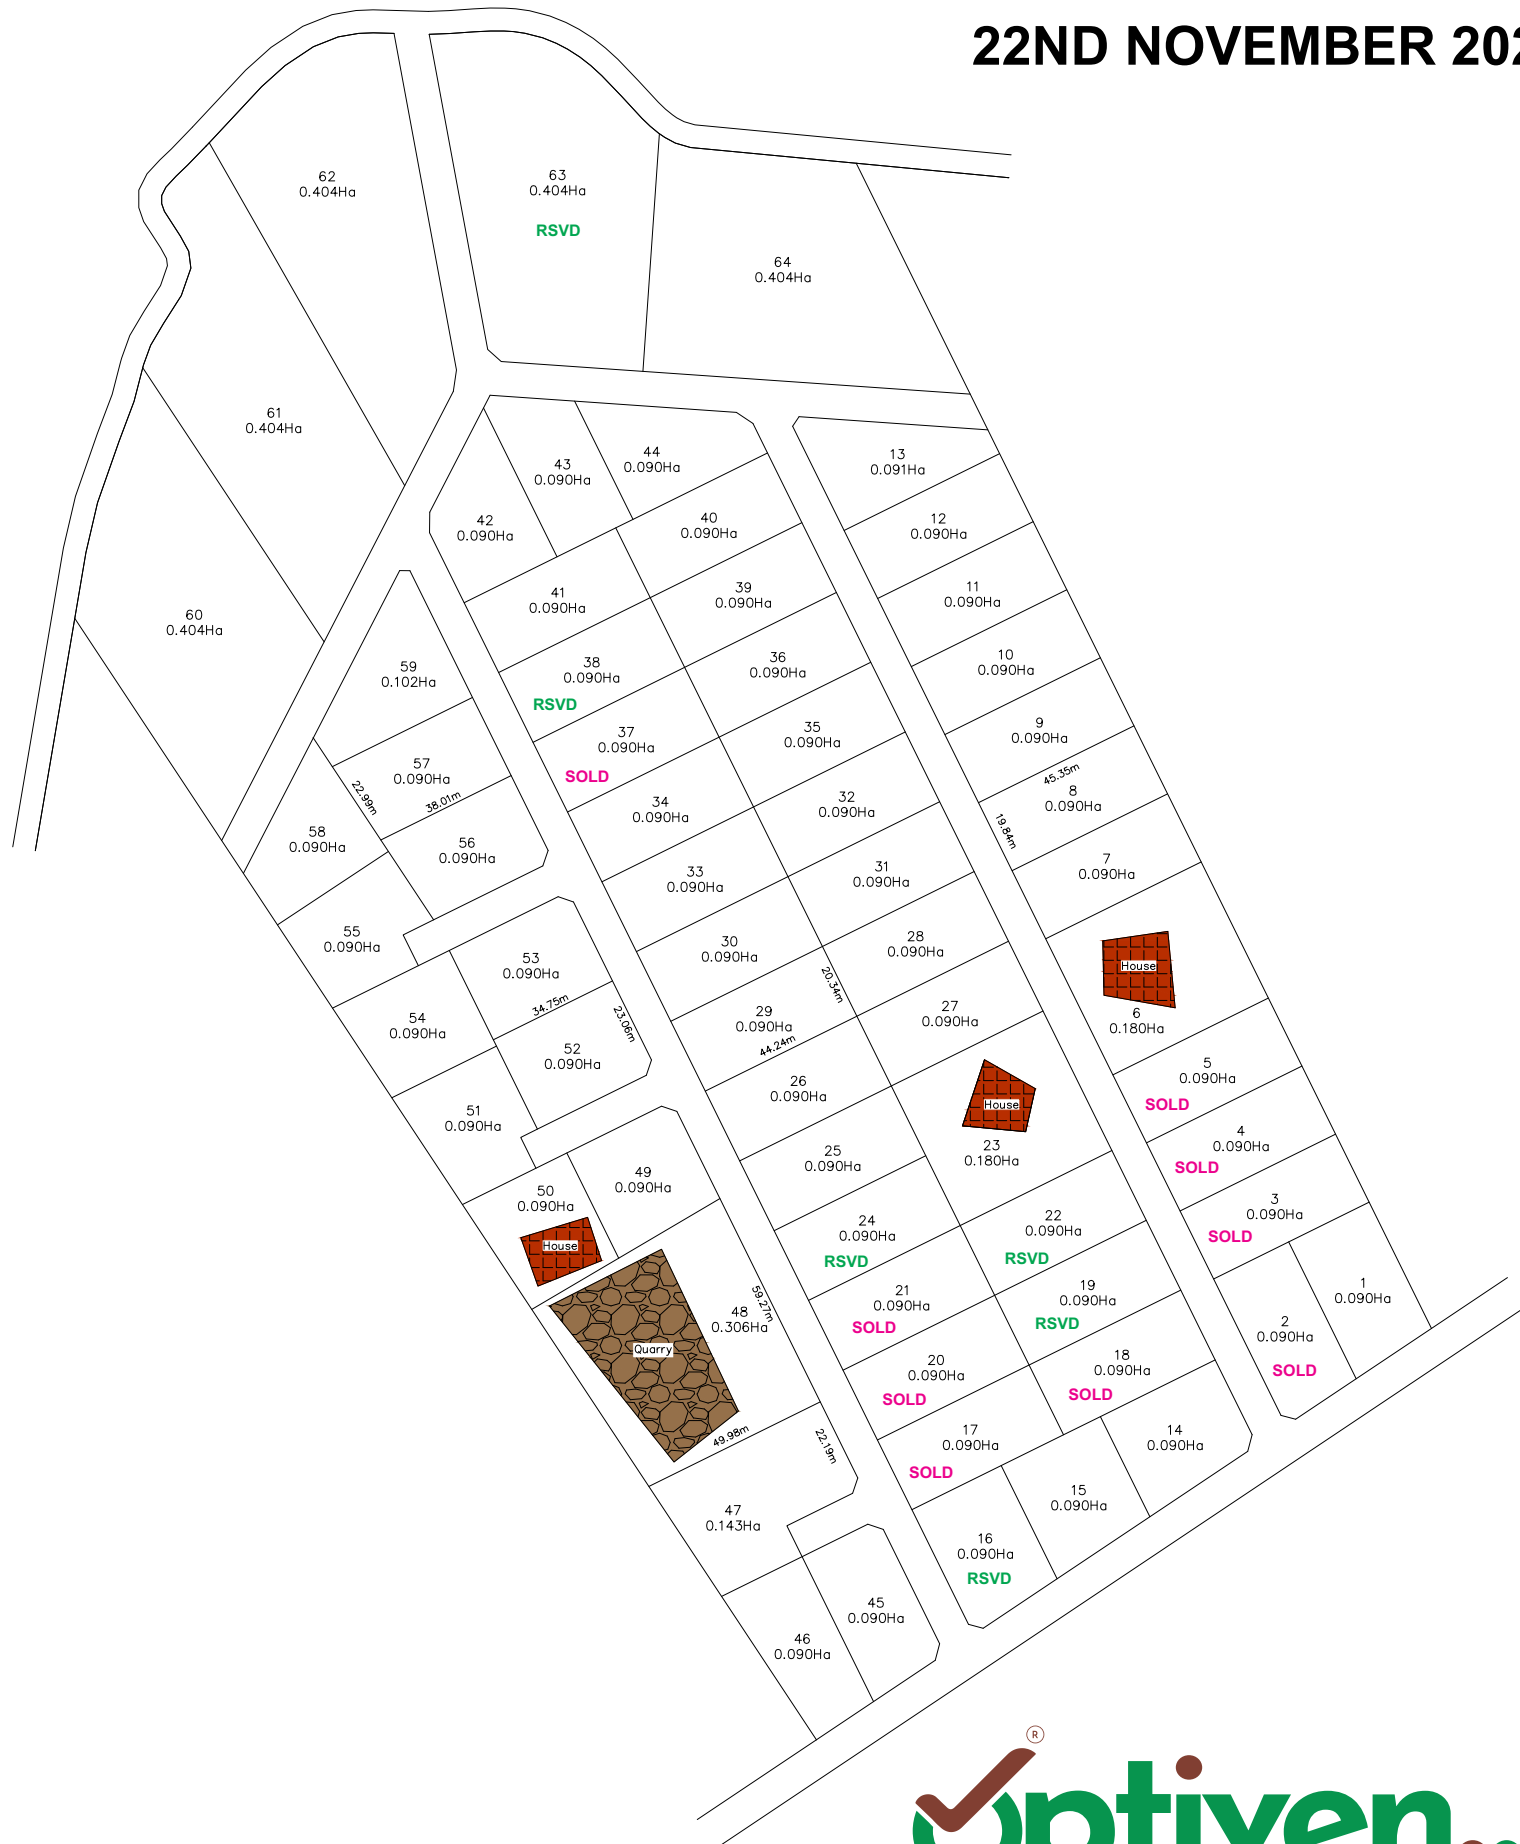 22ND NOVEMBER 202
62
0.404Ha
63
0.404Ha
RSVD
64
0.404Ha
61
0.404Ha
60
0.404Ha
44
0.090Ha
43
0.090Ha
42
0.090Ha
13
0.091Ha
40
0.090Ha
12
0.090Ha
41
0.090Ha
39
0.090Ha
11
0.090Ha
59
0.102Ha
38
0.090Ha
RSVD
36
0.090Ha
10
0.090Ha
37
0.090Ha
SOLD
35
0.090Ha
9
0.090Ha
45.35m
57
0.090Ha
38.01m
22.99m
34
0.090Ha
32
0.090Ha
8
0.090Ha
19.84m
58
0.090Ha
56
0.090Ha
33
0.090Ha
31
0.090Ha
7
0.090Ha
55
0.090Ha
53
0.090Ha
34.75m
30
0.090Ha
28
0.090Ha
20.34m
House
6
0.180Ha
54
0.090Ha
52
0.090Ha
23.06m
29
0.090Ha
44.24m
27
0.090Ha
5
0.090Ha
SOLD
51
0.090Ha
26
0.090Ha
House
23
0.180Ha
4
0.090Ha
SOLD
50
0.090Ha
House
49
0.090Ha
25
0.090Ha
3
0.090Ha
SOLD
24
0.090Ha
RSVD
22
0.090Ha
RSVD
59.27m
48
0.306Ha
Quarry
49.98m
21
0.090Ha
SOLD
19
0.090Ha
RSVD
1
0.090Ha
2
0.090Ha
SOLD
20
0.090Ha
SOLD
18
0.090Ha
SOLD
22.19m
17
0.090Ha
SOLD
14
0.090Ha
47
0.143Ha
15
0.090Ha
16
0.090Ha
RSVD
45
0.090Ha
46
0.090Ha
®
Optiven